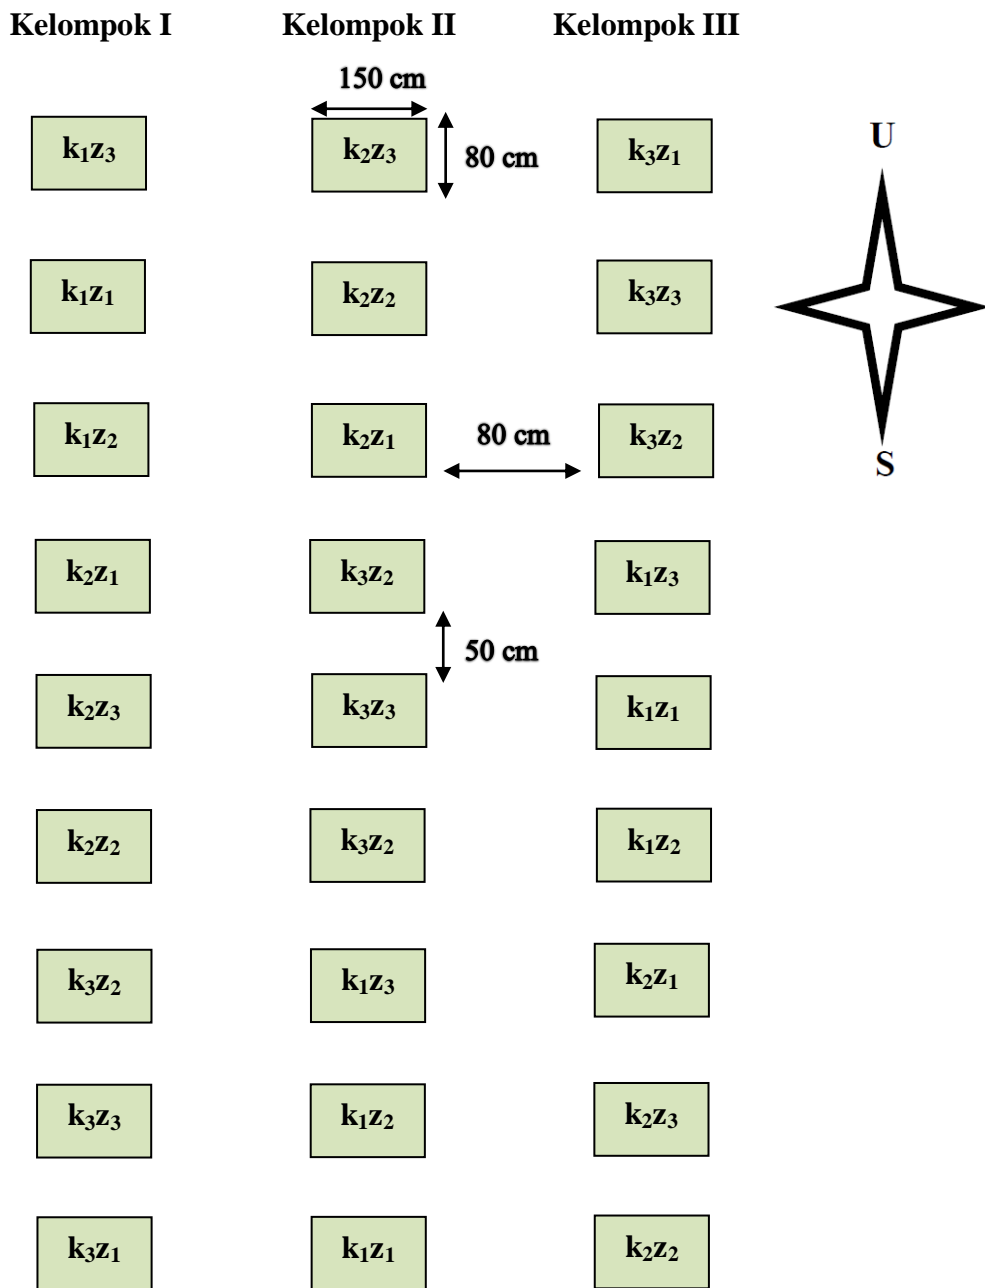 Kelompok I Kelompok II Kelompok III
150 cm
k₁z₃ k₂z₃ 80 cm k₃z₁ U
k₁z₁ k₂z₂ k₃z₃
k₁z₂ k₂z₁ 80 cm k₃z₂
S
k₂z₁ k₃z₂ k₁z₃
50 cm
k₂z₃ k₃z₃ k₁z₁
k₂z₂ k₃z₂ k₁z₂
k₃z₂ k₁z₃ k₂z₁
k₃z₃ k₁z₂ k₂z₃
k₃z₁ k₁z₁ k₂z₂